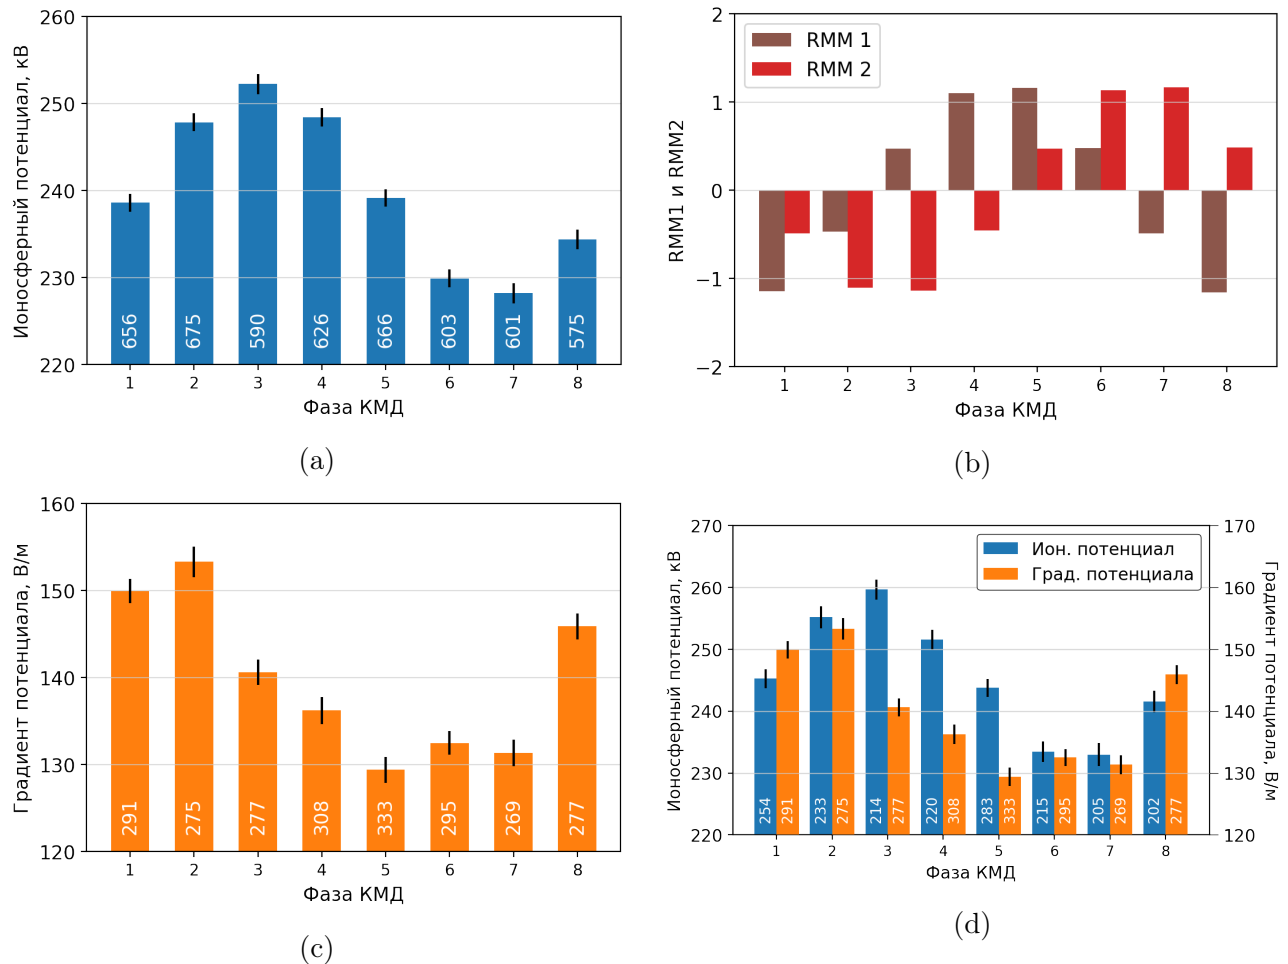 260
250
240
230
220
Ионосферный потенциал, кВ
656 675 590 626 666 603 601 575
1 2 3 4 5 6 7 8
Фаза КМД
(a)
2
1
0
−1
−2
RMM1 и RMM2
RMM 1
RMM 2
1 2 3 4 5 6 7 8
Фаза КМД
(b)
160
150
140
130
120
Градиент потенциала, В/м
291 275 277 308 333 295 269 277
1 2 3 4 5 6 7 8
Фаза КМД
(c)
270
260
250
240
230
220
Ионосферный потенциал, кВ
Ион. потенциал
Град. потенциала
254 291 233 275 214 277 220 308 283 333 215 295 205 269 202 277
170
160
150
140
130
120
Градиент потенциала, В/м
1 2 3 4 5 6 7 8
Фаза КМД
(d)